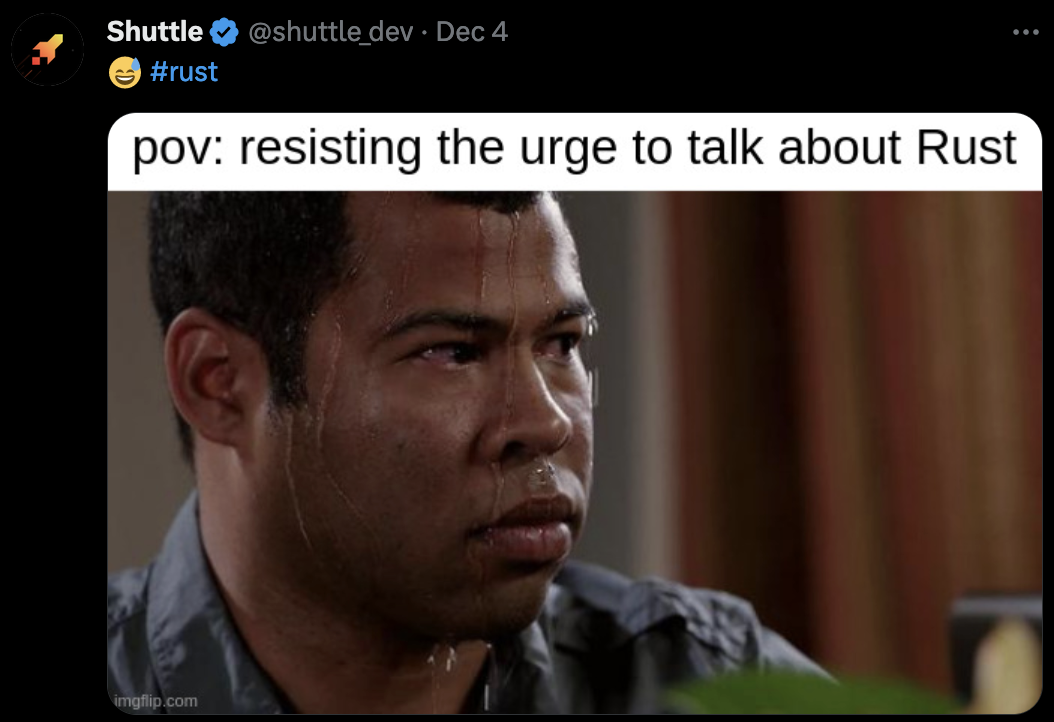 Shuttle @shuttle_dev · Dec 4
😅 #rust
pov: resisting the urge to talk about Rust
imgflip.com